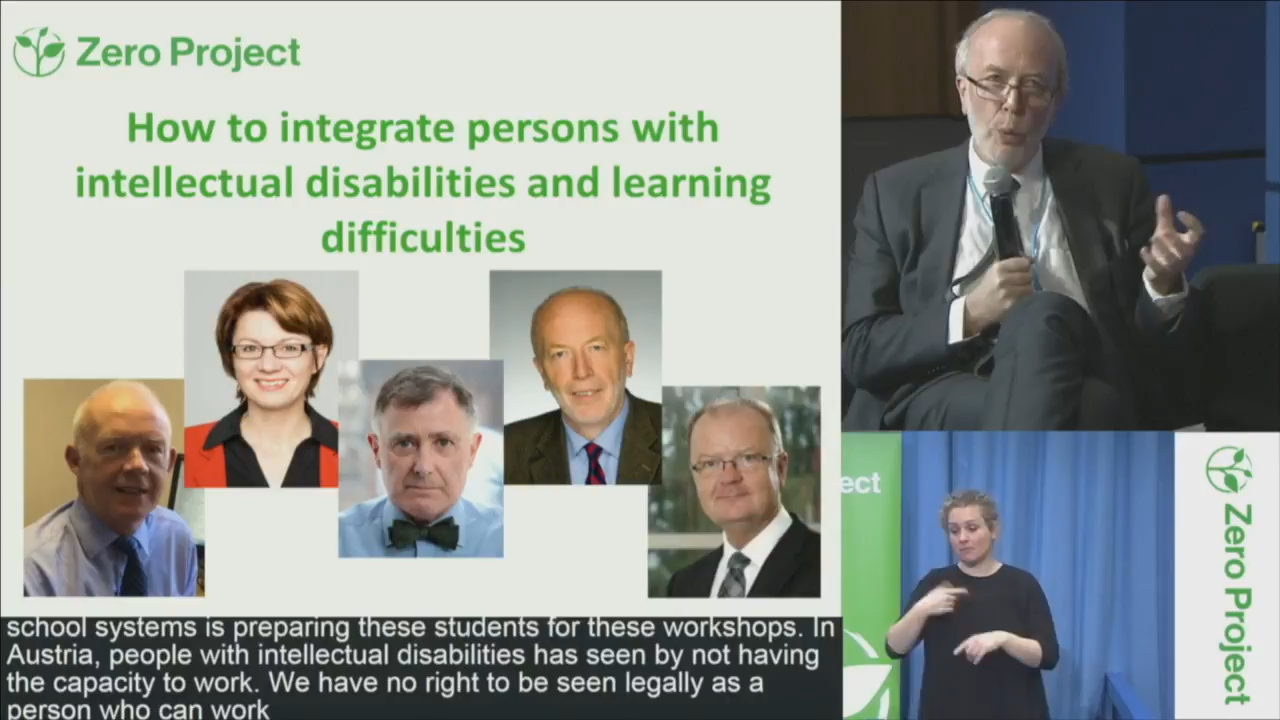 Zero Project
How to integrate persons with
intellectual disabilities and learning
difficulties
school systems is preparing these students for these workshops. In
Austria, people with intellectual disabilities has seen by not having
the capacity to work. We have no right to be seen legally as a
person who can work
ect
Zero Project